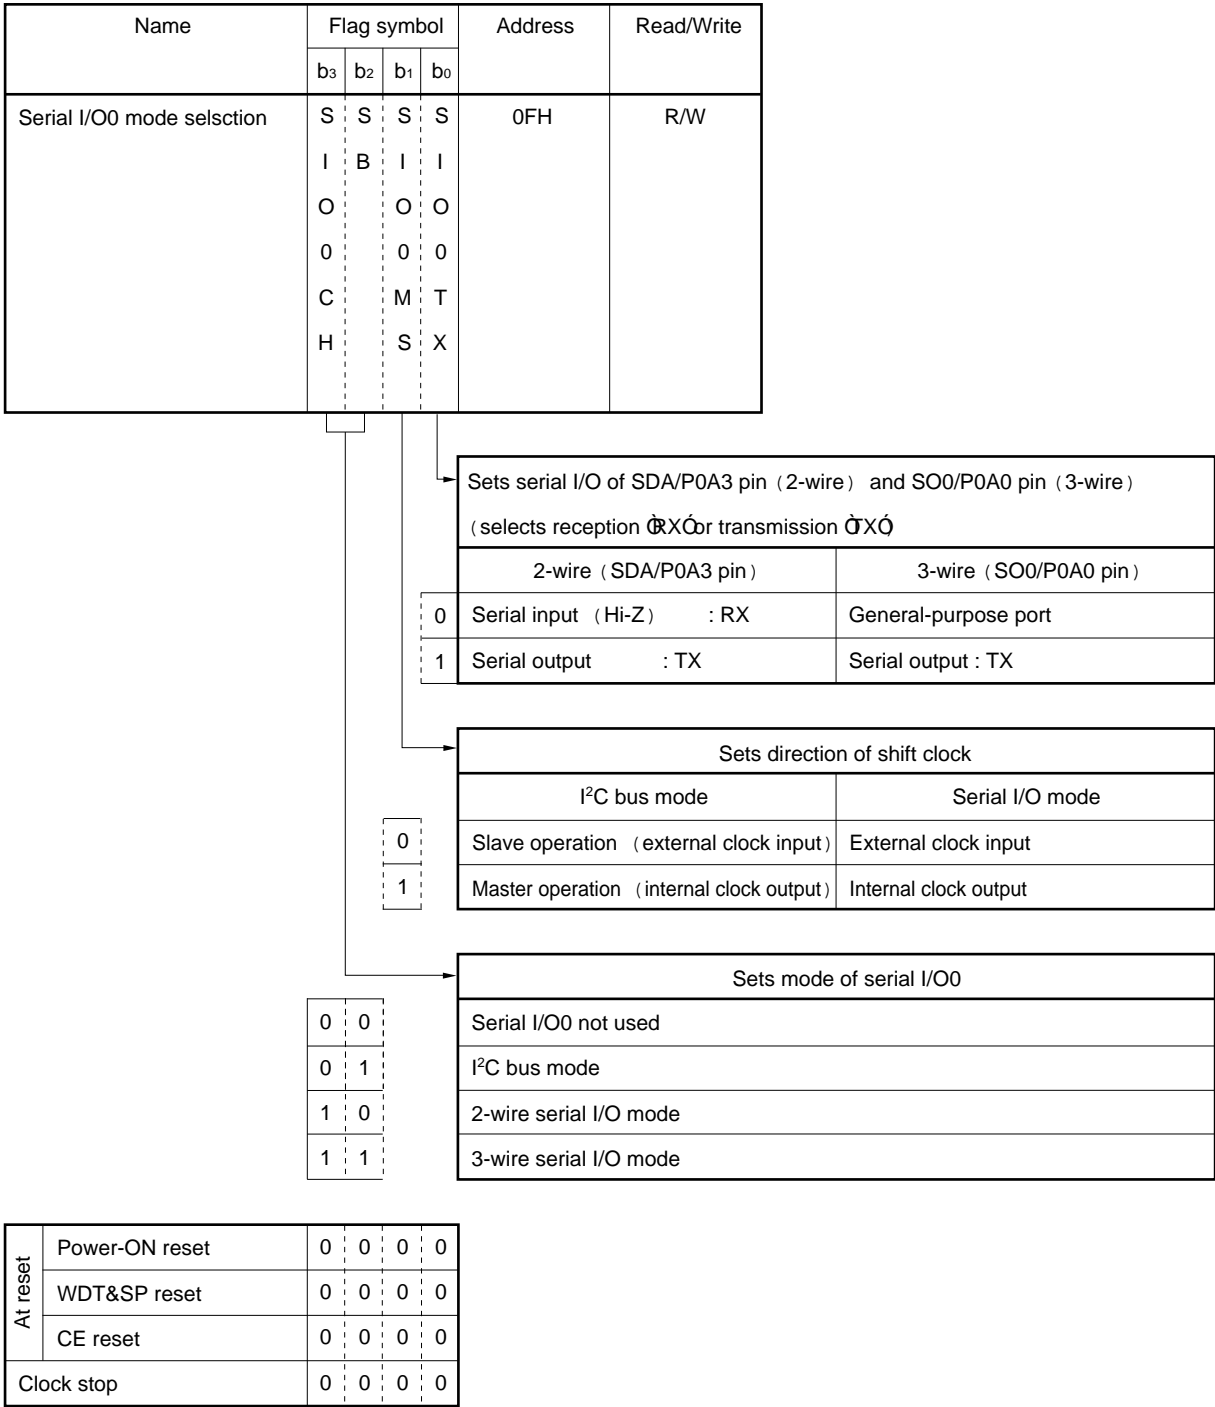 Name Flag symbol Address Read/Write
b3 b2 b1 b0
Serial I/O0 mode selsction S S S S 0FH R/W
I B I I
O O O
0 0 0
C M T
H S X
Sets serial I/O of SDA/P0A3 pin (2-wire) and SO0/P0A0 pin (3-wire)
(selects reception ÒRXÓ or transmission ÒTXÓ)
2-wire (SDA/P0A3 pin) 3-wire (SO0/P0A0 pin)
0 Serial input (Hi-Z) : RX General-purpose port
1 Serial output : TX Serial output : TX
Sets direction of shift clock
I²C bus mode Serial I/O mode
0 Slave operation (external clock input) External clock input
1 Master operation (internal clock output) Internal clock output
Sets mode of serial I/O0
0 0 Serial I/O0 not used
0 1 I²C bus mode
1 0 2-wire serial I/O mode
1 1 3-wire serial I/O mode
At reset
Power-ON reset 0 0 0 0
WDT&SP reset 0 0 0 0
CE reset 0 0 0 0
Clock stop 0 0 0 0